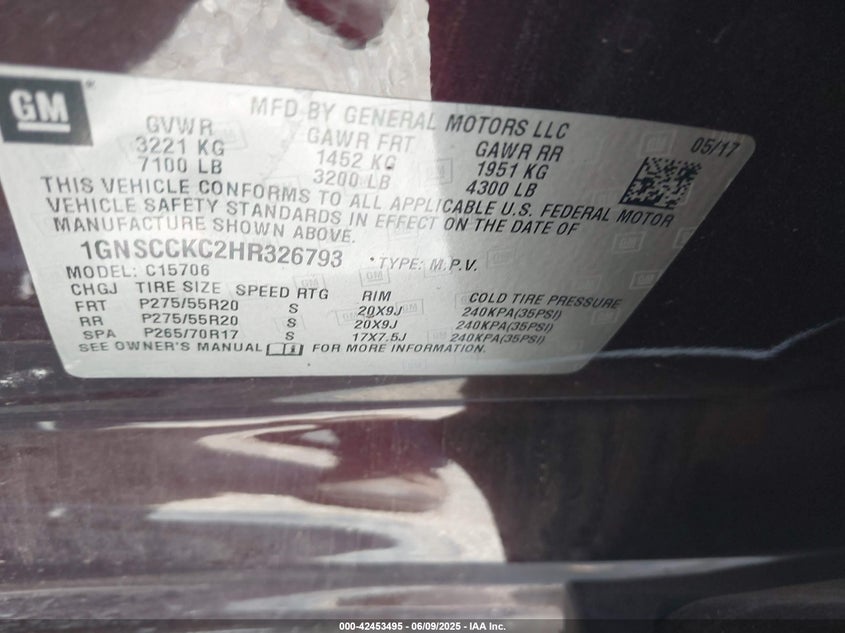 GM
MFD BY GENERAL MOTORS LLC
05/17
GVWR GAWR FRT GAWR RR
3221 KG 1452 KG 1951 KG
7100 LB 3200 LB 4300 LB
THIS VEHICLE CONFORMS TO ALL APPLICABLE U.S. FEDERAL MOTOR
VEHICLE SAFETY STANDARDS IN EFFECT ON THE DATE OF
MANUFACTURE SHOWN ABOVE.
1GNSCCKC2HR326793 *TYPE: M.P.V.
MODEL: C15706
CHGJ TIRE SIZE SPEED RTG RIM COLD TIRE PRESSURE
FRT P275/55R20 S 20X9J 240KPA(35PSI)
RR P275/55R20 S 20X9J 240KPA(35PSI)
SPA P265/70R17 S 17X7.5J 240KPA(35PSI)
SEE OWNER'S MANUAL FOR MORE INFORMATION.
000-42453495 - 06/09/2025 - IAA Inc.